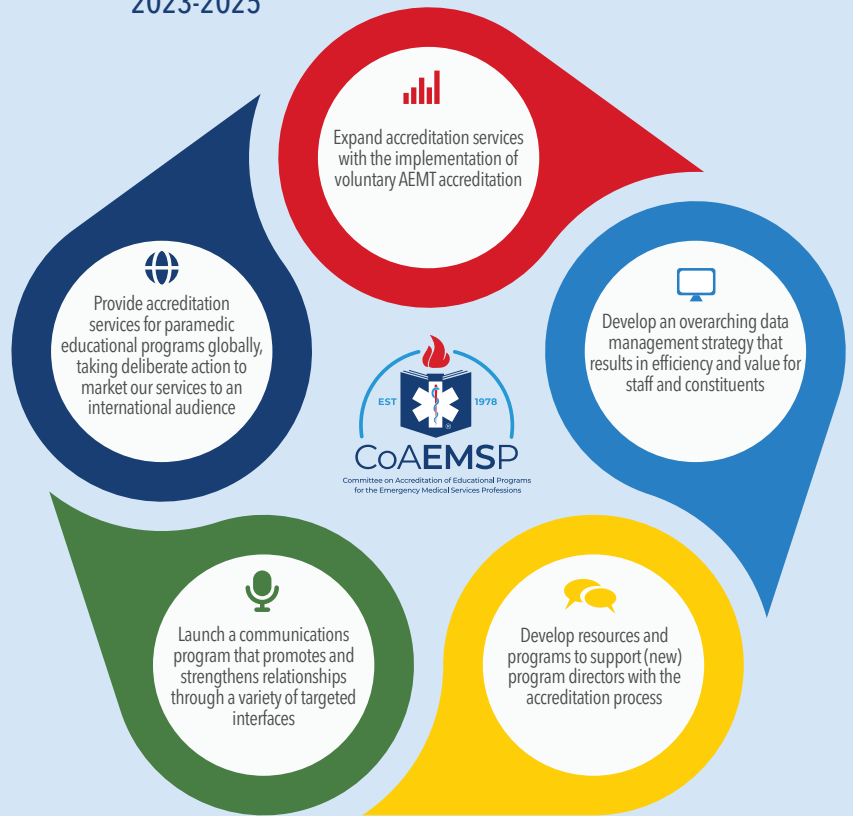 2023-2025
Expand accreditation services
with the implementation of
voluntary AEMT accreditation
Develop an overarching data
management strategy that
results in efficiency and value for
staff and constituents
Develop resources and
programs to support (new)
program directors with the
accreditation process
Launch a communications
program that promotes and
strengthens relationships
through a variety of targeted
interfaces
Provide accreditation
services for paramedic
educational programs globally,
taking deliberate action to
market our services to an
international audience
EST 1978
®
CoAEMSP
Committee on Accreditation of Educational Programs
for the Emergency Medical Services Professions